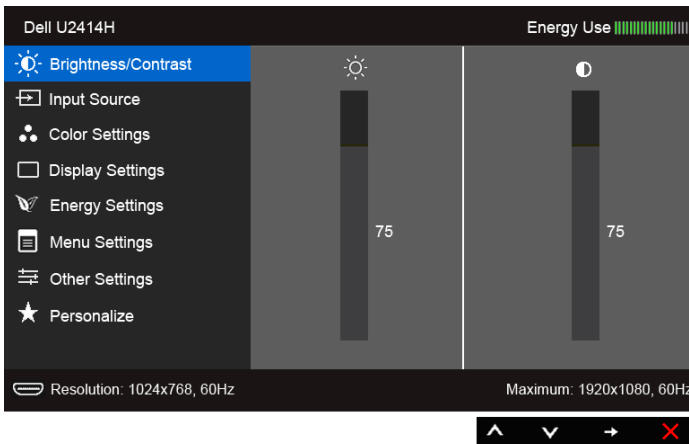 Dell U2414H Energy Use
Brightness/Contrast
Input Source
Color Settings
Display Settings
Energy Settings
75 75
Menu Settings
Other Settings
Personalize
Resolution: 1024x768, 60Hz Maximum: 1920x1080, 60Hz